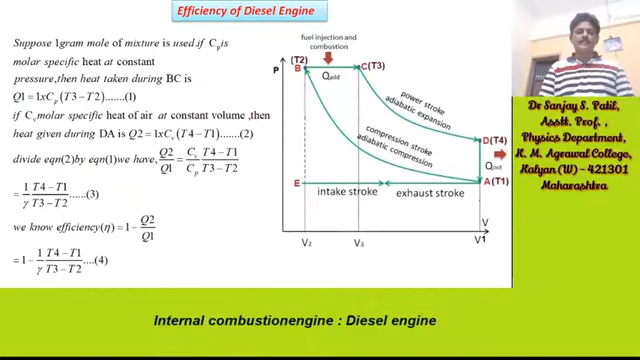 Efficiency of Diesel Engine
Suppose 1gram mole of mixture is used.if Cp is
molar specific heat at constant
pressure,then heat taken during BC is
Q1=1xCp(T3−T2).......(1)
if Cv molar specific heat of air at constant volume,then
heat given during DA is Q2=1xCv(T4−T1).......(2)
divide eqn(2)by eqn(1)we have, Q2/Q1 = Cv/Cp T4−T1/T3−T2
= 1/γ T4−T1/T3−T2 ......(3)
we know efficiency(η)=1− Q2/Q1
=1− 1/γ T4−T1/T3−T2 ....(4)
fuel injection and
combustion
P
(T2)
B
C(T3)
Qadd
power stroke
adiabatic expansion
compression stroke
adiabatic compression
D(T4)
Qout
E
A(T1)
intake stroke
exhaust stroke
V
V2
V3
V1
Dr Sanjay S. Patil,
Asstt. Prof. ,
Physics Department,
K. M. Agrawal College,
Kalyan (W) - 421301
Maharashtra
Internal combustionengine : Diesel engine